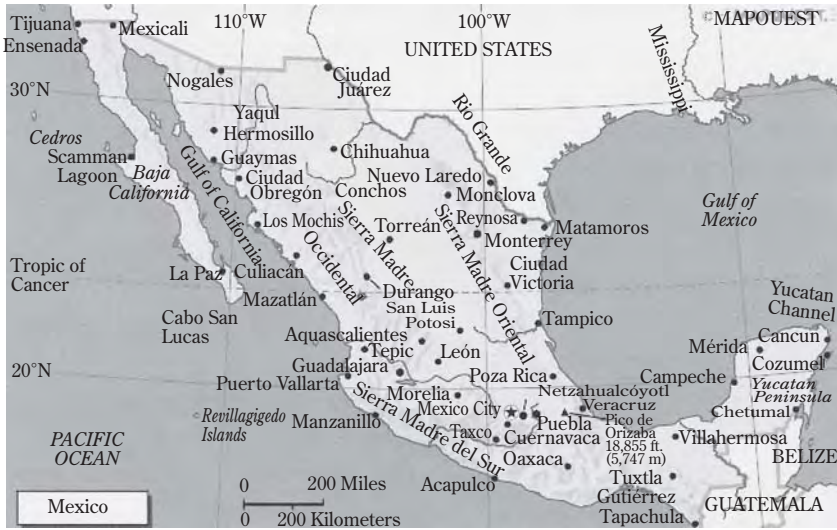 Tijuana
Mexicali
Ensenada
110°W
100°W
MAPQUEST
UNITED STATES
Nogales
Ciudad
Juárez
Mississippi
30°N
Yaqul
Hermosillo
Rio Grande
Cedros
Scamman
Lagoon
Baja
California
Gulf of California
Guaymas
Ciudad
Obregón
Chihuahua
Conchos
Nuevo Laredo
Monclova
Gulf of
Mexico
Los Mochis
Sierra Madre
Occidental
Torreán
Sierra Madre Oriental
Reynosa
Monterrey
Matamoros
Tropic of
Cancer
La Paz
Culiacán
Ciudad
Victoria
Mazatlán
Durango
San Luis
Potosi
Yucatan
Channel
Cabo San
Lucas
Tampico
Aquascalientes
Tepic
León
Mérida
Cancun
Cozumel
20°N
Guadalajara
Puerto Vallarta
Poza Rica
Campeche
Yucatan
Peninsula
Netzahualcóyotl
Morelia
Veracruz
Chetumal
Revillagigedo
Islands
Manzanillo
Sierra Madre del Sur
Mexico City
Puebla
Pico de
Orizaba
18,855 ft.
(5,747 m)
Villahermosa
Taxco
Cuernavaca
PACIFIC
OCEAN
Oaxaca
BELIZE
Acapulco
Tuxtla
Gutiérrez
Tapachula
GUATEMALA
Mexico
0 200 Miles
0 200 Kilometers